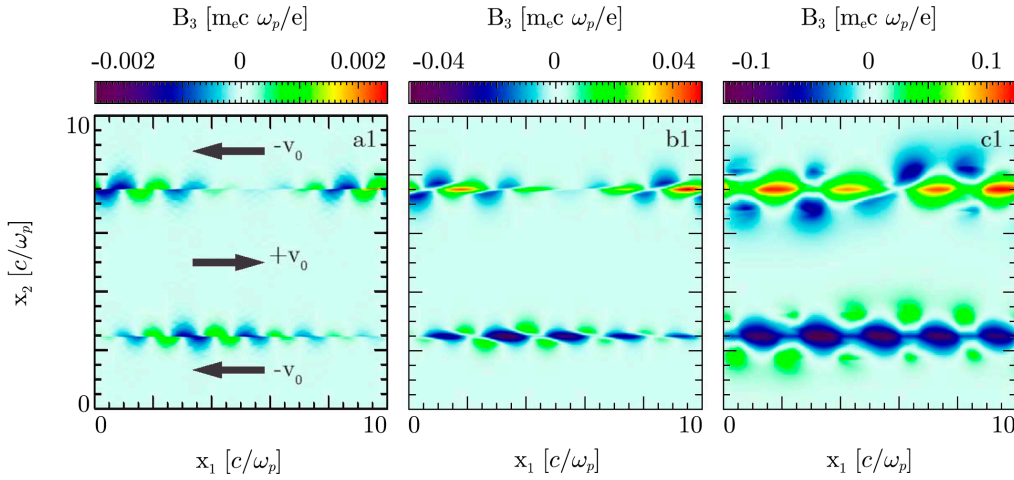 B₃ [mₑc ωₚ/e] B₃ [mₑc ωₚ/e] B₃ [mₑc ωₚ/e]
-0.002 0 0.002 -0.04 0 0.04 -0.1 0 0.1
10 -v₀ a1 b1 c1
x₂ [c/ωₚ] +v₀
-v₀
0
0 10 0 10 0 10
x₁ [c/ωₚ] x₁ [c/ωₚ] x₁ [c/ωₚ]